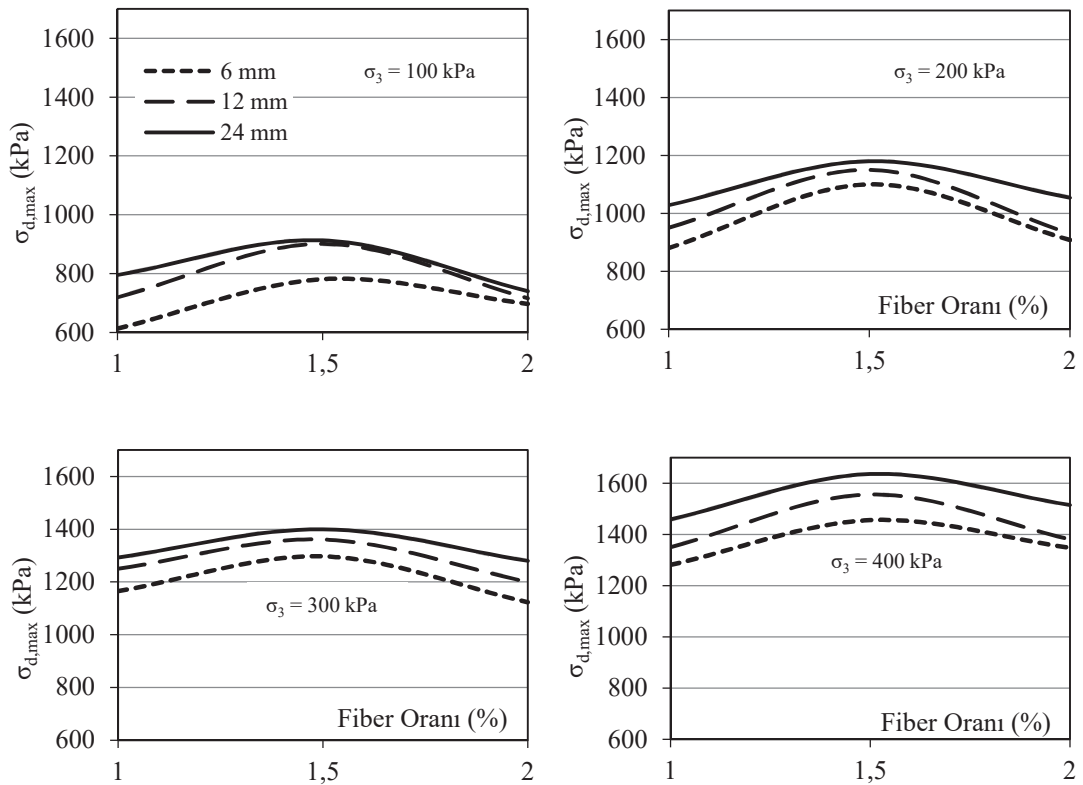 1600
1400
1200
1000
800
600
σd,max (kPa)
6 mm
12 mm
24 mm
σ3 = 100 kPa
1
1,5
2
1600
1400
1200
1000
800
600
σd,max (kPa)
σ3 = 200 kPa
Fiber Oranı (%)
1
1,5
2
1600
1400
1200
1000
800
600
σd,max (kPa)
σ3 = 300 kPa
Fiber Oranı (%)
1
1,5
2
1600
1400
1200
1000
800
600
σd,max (kPa)
σ3 = 400 kPa
Fiber Oranı (%)
1
1,5
2